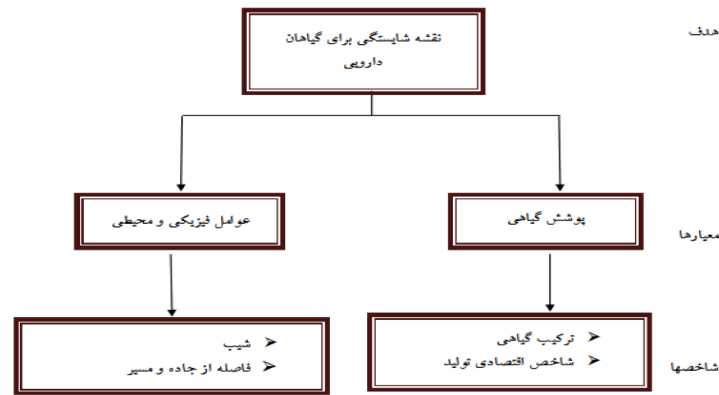 هدف
نقشه شایستگی برای گیاهان
دارویی
معیارها
پوشش گیاهی
عوامل فیزیکی و محیطی
شاخصها
ترکیب گیاهی
شاخص اقتصادی تولید
شیب
فاصله از جاده و مسیر